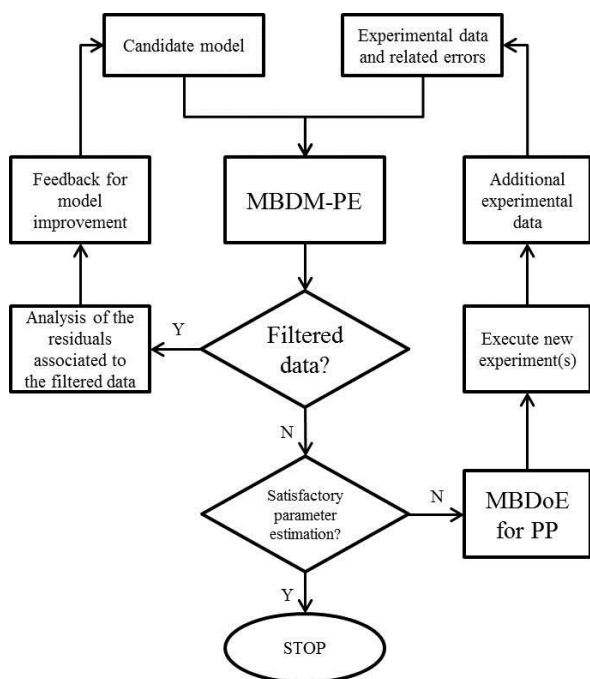 Candidate model
Experimental data
and related errors
Feedback for
model
improvement
MBDM-PE
Additional
experimental
data
Analysis of the
residuals
associated to
the filtered data
Y
Filtered
data?
Execute new
experiment(s)
N
Satisfactory
parameter
estimation?
N
MBDoE
for PP
Y
STOP